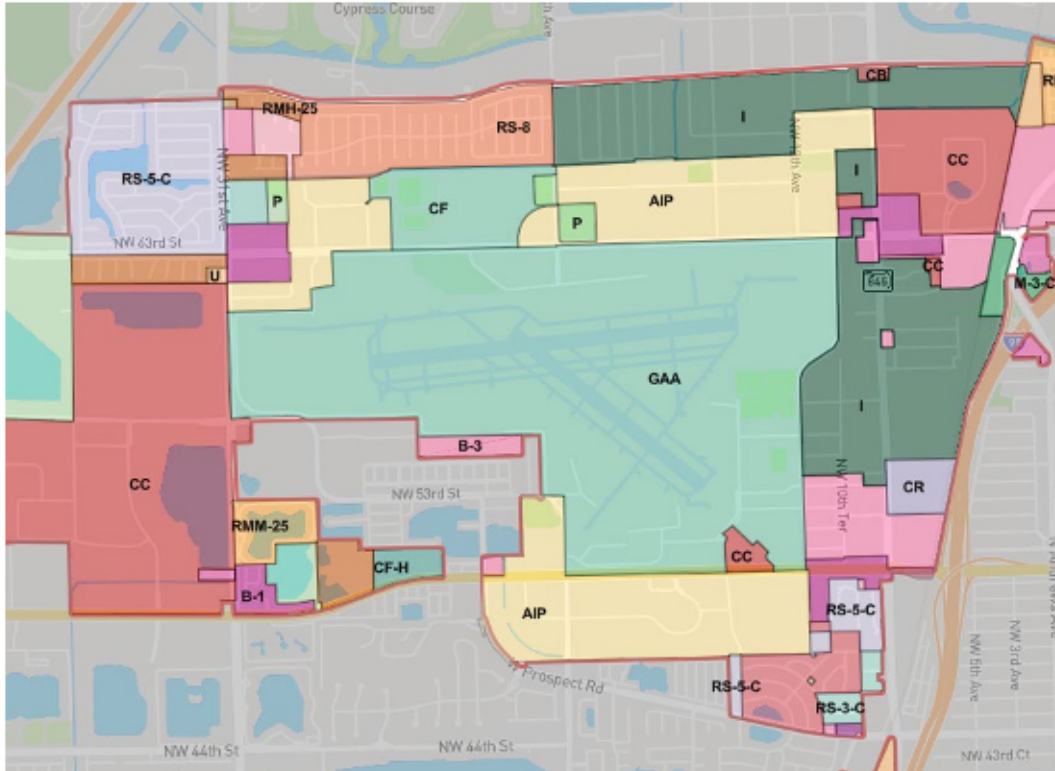 Cypress Course
CB
RMH-25
RS-8
I
CC
NW 31st Ave
RS-5-C
I
AIP
CF
P
P
NW 63rd St
U
CC
M-3-C
GAA
I
B-3
CC
NW 53rd St
CR
NW 10th Ter
RMM-25
CC
CF-H
B-1
AIP
RS-5-C
NW 5th Ave
NW 3rd Ave
W Prospect Rd
RS-5-C
RS-3-C
NW 44th St
NW 44th St
NW 43rd Ct